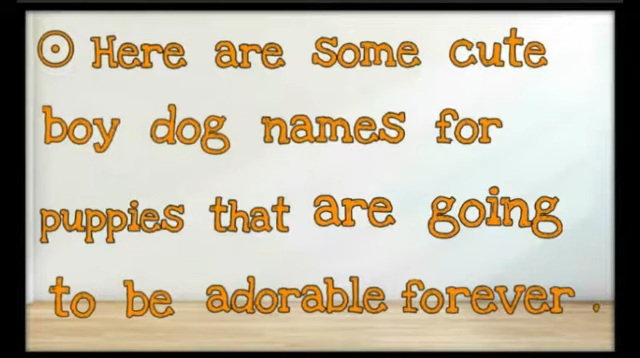 ⊙ Here are some cute
boy dog names for
puppies that are going
to be adorable forever .